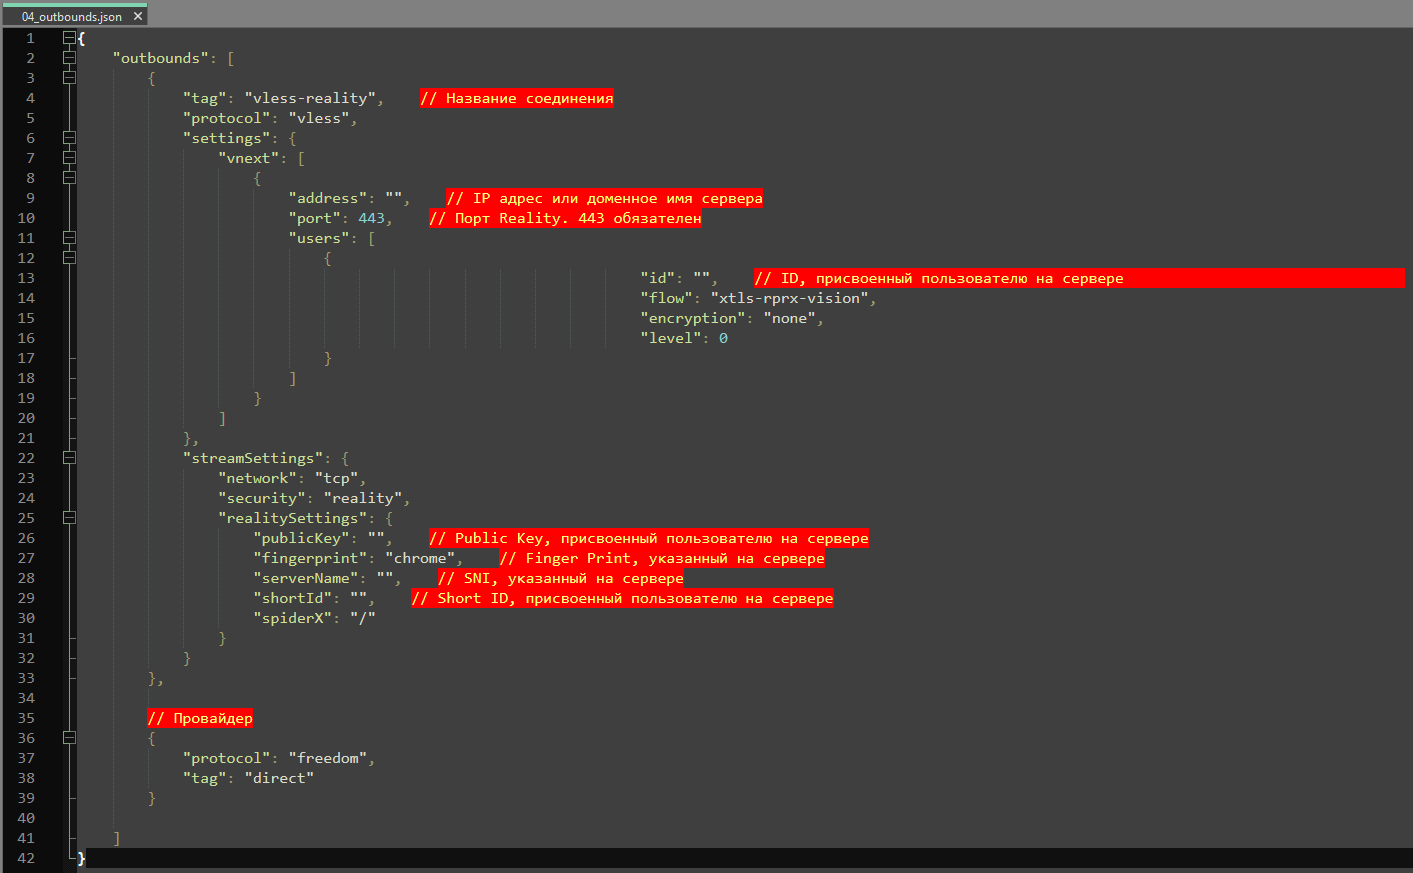 04_outbounds.json
1 {
2 "outbounds": [
3 {
4 "tag": "vless-reality", // Название соединения
5 "protocol": "vless",
6 "settings": {
7 "vnext": [
8 {
9 "address": "", // IP адрес или доменное имя сервера
10 "port": 443, // Порт Reality. 443 обязателен
11 "users": [
12 {
13 "id": "", // ID, присвоенный пользователю на сервере
14 "flow": "xtls-rprx-vision",
15 "encryption": "none",
16 "level": 0
17 }
18 ]
19 }
20 ]
21 },
22 "streamSettings": {
23 "network": "tcp",
24 "security": "reality",
25 "realitySettings": {
26 "publicKey": "", // Public Key, присвоенный пользователю на сервере
27 "fingerprint": "chrome", // Finger Print, указанный на сервере
28 "serverName": "", // SNI, указанный на сервере
29 "shortId": "", // Short ID, присвоенный пользователю на сервере
30 "spiderX": "/"
31 }
32 }
33 },
34
35 // Провайдер
36 {
37 "protocol": "freedom",
38 "tag": "direct"
39 }
40
41 ]
42 }